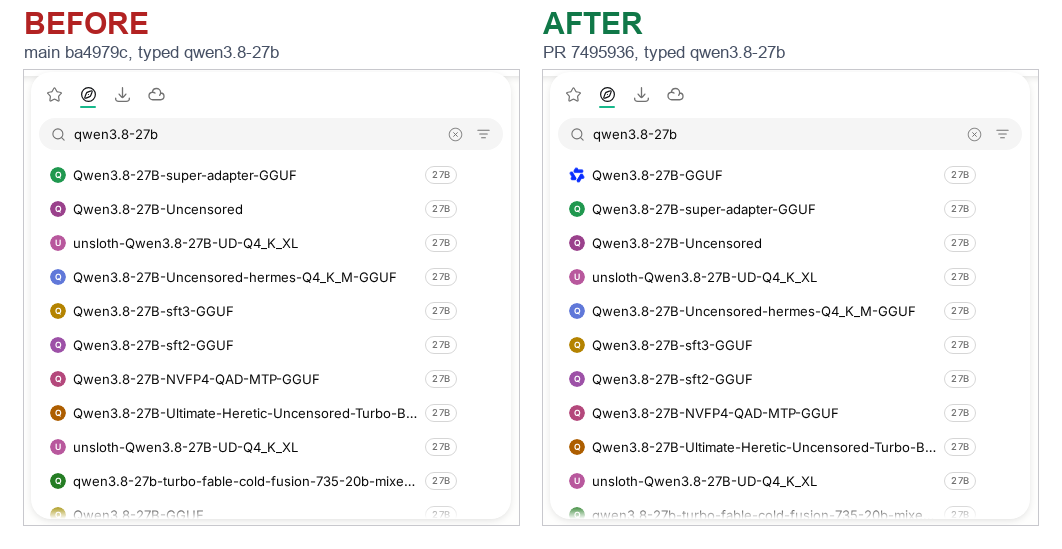 BEFORE
main ba4979c, typed qwen3.8-27b
qwen3.8-27b
Q Qwen3.8-27B-super-adapter-GGUF 27B
Q Qwen3.8-27B-Uncensored 27B
U unsloth-Qwen3.8-27B-UD-Q4_K_XL 27B
Q Qwen3.8-27B-Uncensored-hermes-Q4_K_M-GGUF 27B
Q Qwen3.8-27B-sft3-GGUF 27B
Q Qwen3.8-27B-sft2-GGUF 27B
Q Qwen3.8-27B-NVFP4-QAD-MTP-GGUF 27B
Q Qwen3.8-27B-Ultimate-Heretic-Uncensored-Turbo-B... 27B
U unsloth-Qwen3.8-27B-UD-Q4_K_XL 27B
Q qwen3.8-27b-turbo-fable-cold-fusion-735-20b-mixe... 27B
Q Qwen3.8-27B-GGUF 27B
AFTER
PR 7495936, typed qwen3.8-27b
qwen3.8-27b
Qwen3.8-27B-GGUF 27B
Q Qwen3.8-27B-super-adapter-GGUF 27B
Q Qwen3.8-27B-Uncensored 27B
U unsloth-Qwen3.8-27B-UD-Q4_K_XL 27B
Q Qwen3.8-27B-Uncensored-hermes-Q4_K_M-GGUF 27B
Q Qwen3.8-27B-sft3-GGUF 27B
Q Qwen3.8-27B-sft2-GGUF 27B
Q Qwen3.8-27B-NVFP4-QAD-MTP-GGUF 27B
Q Qwen3.8-27B-Ultimate-Heretic-Uncensored-Turbo-B... 27B
U unsloth-Qwen3.8-27B-UD-Q4_K_XL 27B
Q qwen3.8-27b-turbo-fable-cold-fusion-735-20b-mixe... 27B